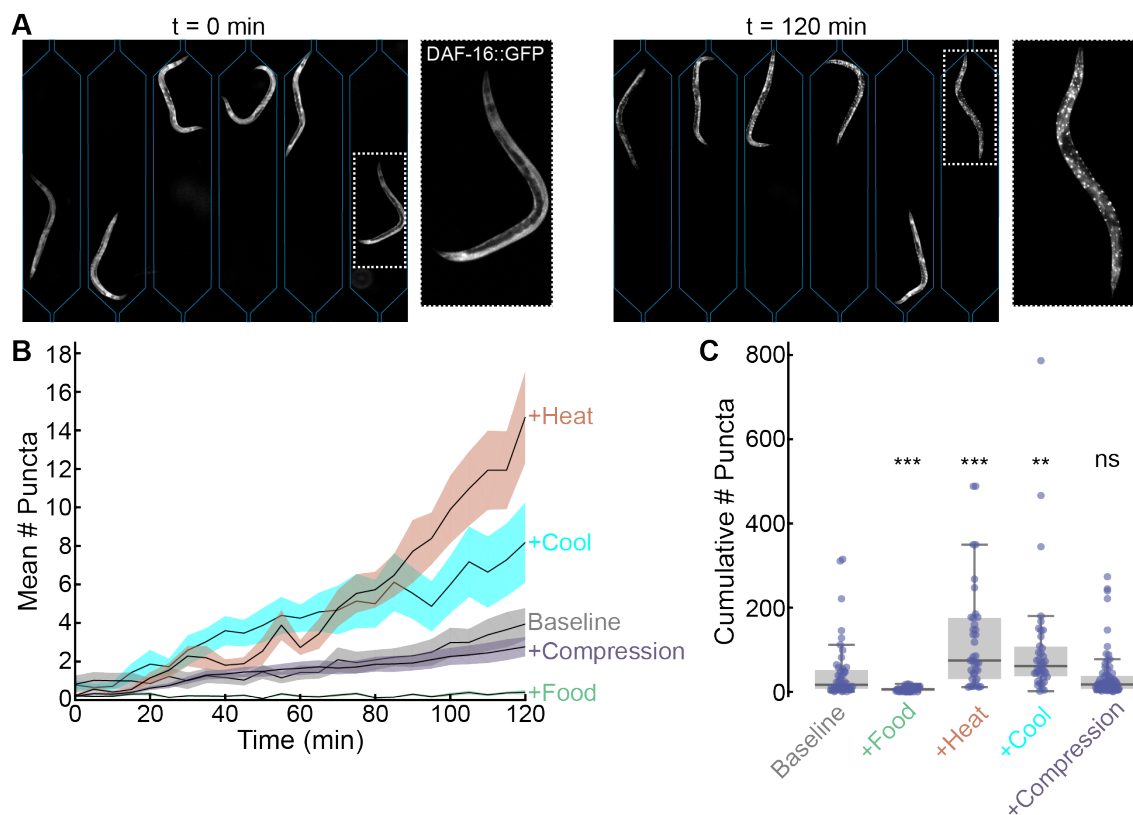 A
t = 0 min
t = 120 min
DAF-16::GFP
B
18
16
14
12
10
8
6
4
2
0
Mean # Puncta
+Heat
+Cool
Baseline
+Compression
+Food
0 20 40 60 80 100 120
Time (min)
C
800
600
400
200
0
Cumulative # Puncta
*** *** ** ns
Baseline
+Food
+Heat
+Cool
+Compression